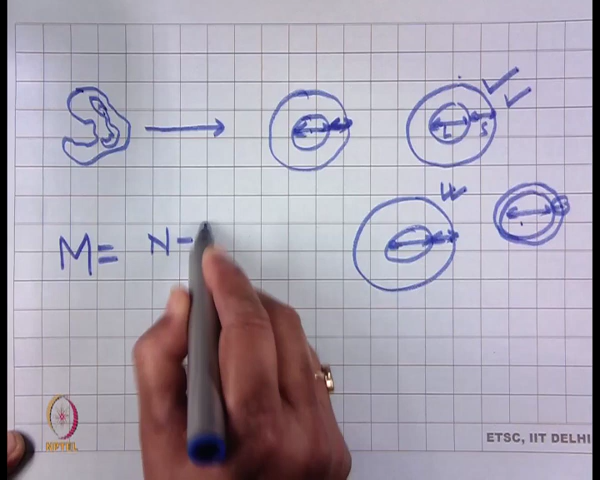 L S
M= N-
NPTEL
ETSC, IIT DELHI